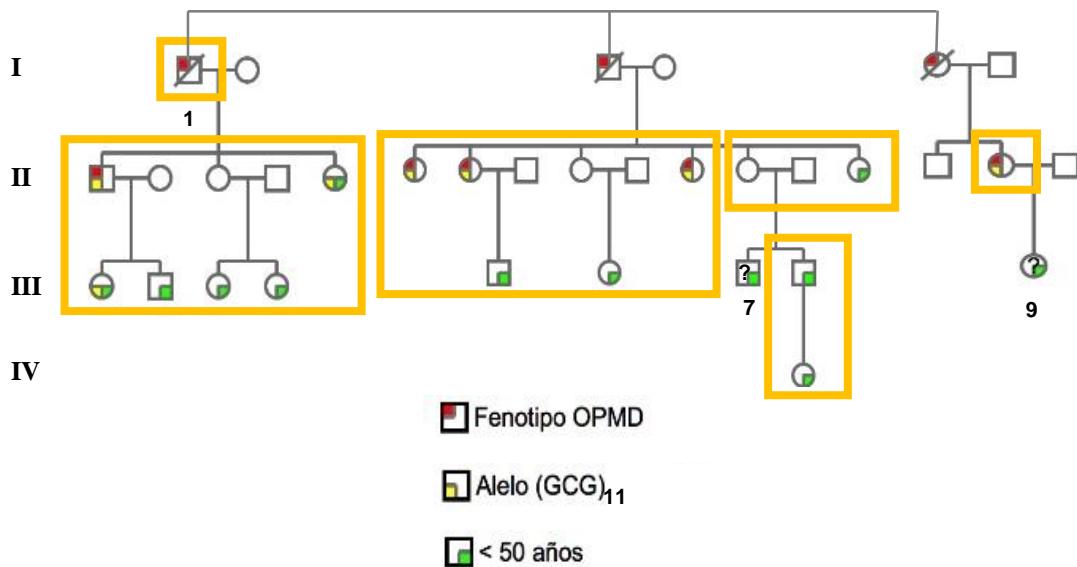 I
1
II
? ?
III
7 9
IV
Fenotipo OPMD
Alelo (GCG)11
< 50 años